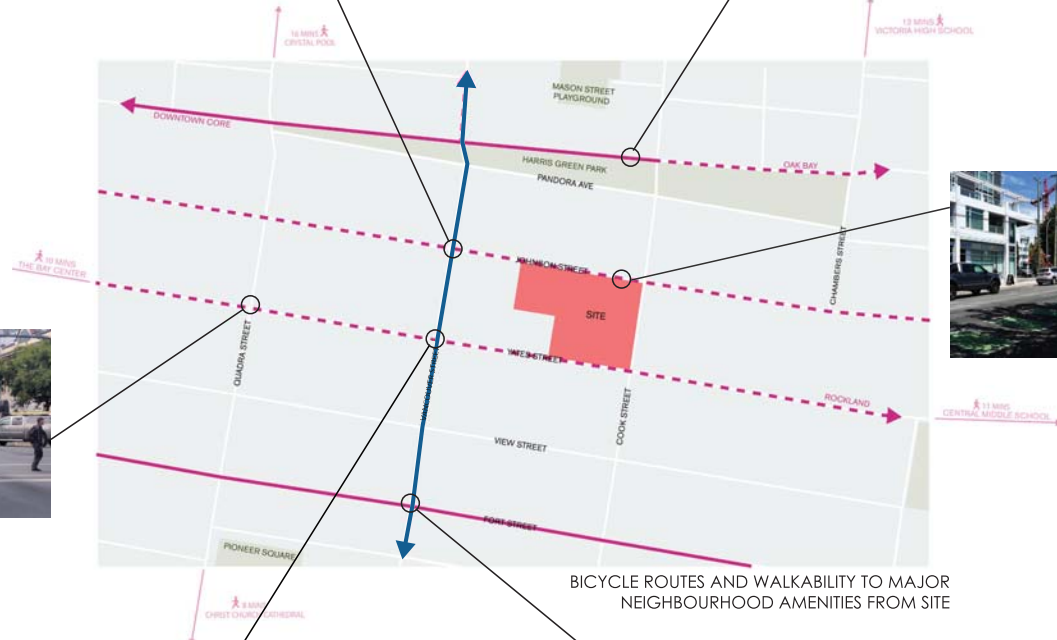 13 MINS
VICTORIA HIGH SCHOOL
16 MINS
CRYSTAL POOL
MASON STREET
PLAYGROUND
DOWNTOWN CORE
HARRIS GREEN PARK
OAK BAY
PANDORA AVE
CHAMBERS STREET
10 MINS
THE BAY CENTER
JOHNSON STREET
SITE
QUADRA STREET
YATES STREET
VANCOUVER STREET
ROCKLAND
11 MINS
CENTRAL MIDDLE SCHOOL
COOK STREET
VIEW STREET
FORT STREET
PIONEER SQUARE
BICYCLE ROUTES AND WALKABILITY TO MAJOR
NEIGHBOURHOOD AMENITIES FROM SITE
8 MINS
CHRIST CHURCH CATHEDRAL